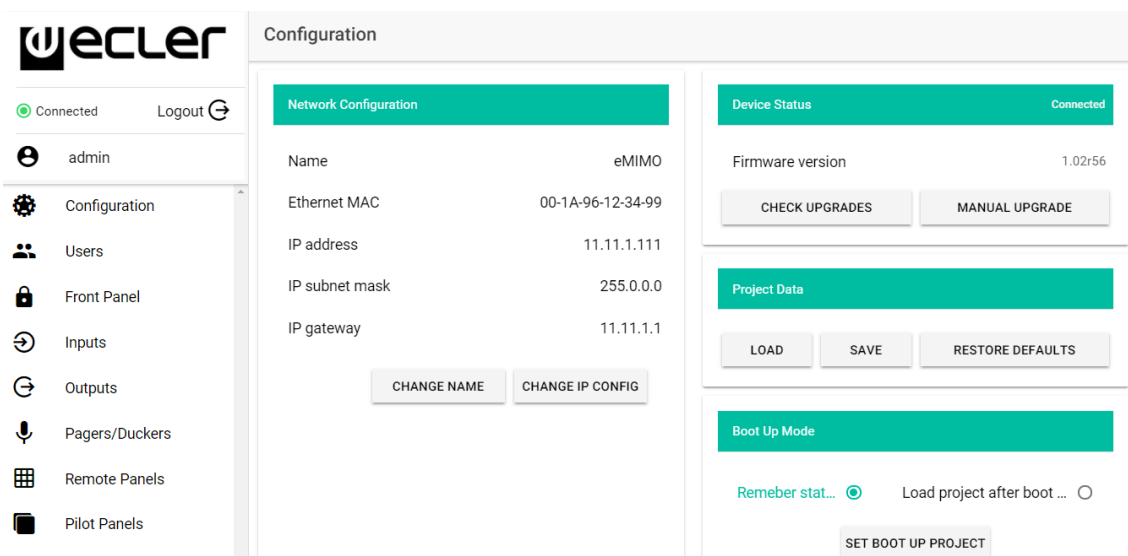 ecler
Configuration
Connected
Logout
admin
Configuration
Users
Front Panel
Inputs
Outputs
Pagers/Duckers
Remote Panels
Pilot Panels
Network Configuration
Name eMIMO
Ethernet MAC 00-1A-96-12-34-99
IP address 11.11.1.111
IP subnet mask 255.0.0.0
IP gateway 11.11.1.1
CHANGE NAME CHANGE IP CONFIG
Device Status Connected
Firmware version 1.02r56
CHECK UPGRADES MANUAL UPGRADE
Project Data
LOAD SAVE RESTORE DEFAULTS
Boot Up Mode
Remeber stat... Load project after boot ...
SET BOOT UP PROJECT